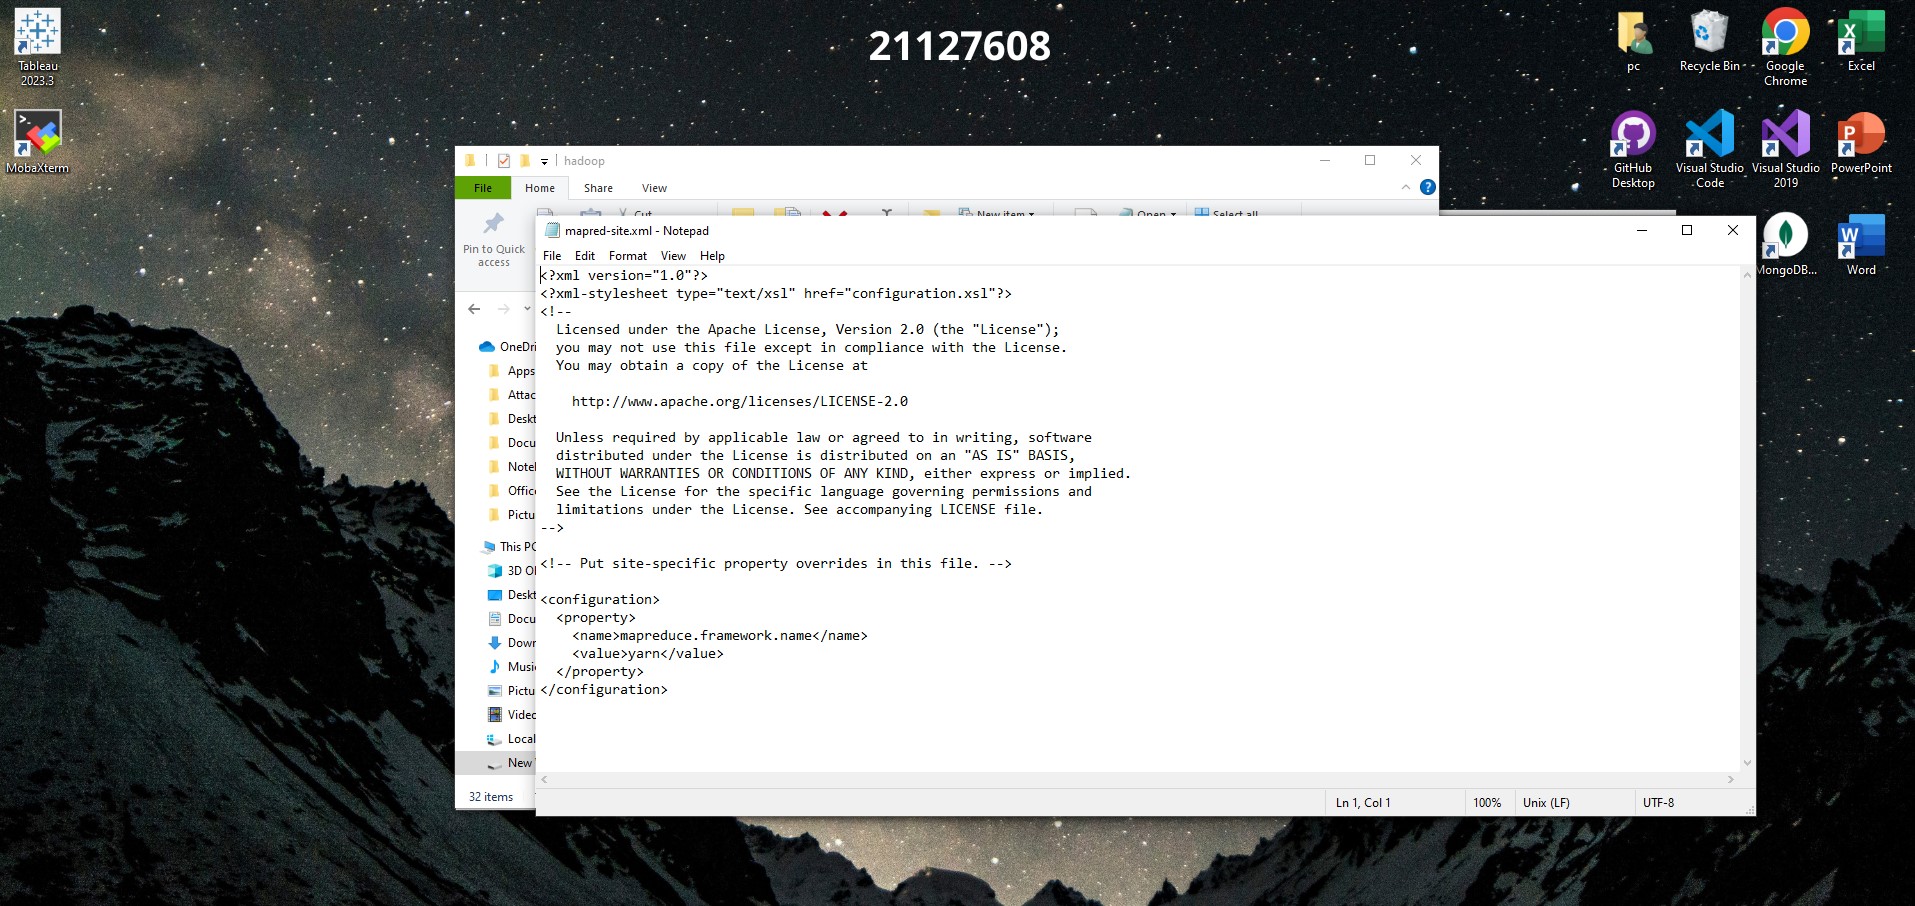 Tableau
2023.3
MobaXterm
21127608
pc
Recycle Bin
Google
Chrome
Excel
GitHub
Desktop
Visual Studio
Code
Visual Studio
2019
PowerPoint
MongoDB...
Word
hadoop
File
Home
Share
View
Cut
New item
Open
Select all
Pin to Quick
access
OneDri
Apps
Attac
Deskt
Docu
Note
Offic
Pictu
This PC
3D O
Deskt
Docu
Down
Music
Pictu
Video
Local
New
32 items
mapred-site.xml - Notepad
File Edit Format View Help
<?xml version="1.0"?>
<?xml-stylesheet type="text/xsl" href="configuration.xsl"?>
<!--
  Licensed under the Apache License, Version 2.0 (the "License");
  you may not use this file except in compliance with the License.
  You may obtain a copy of the License at
    http://www.apache.org/licenses/LICENSE-2.0
  Unless required by applicable law or agreed to in writing, software
  distributed under the License is distributed on an "AS IS" BASIS,
  WITHOUT WARRANTIES OR CONDITIONS OF ANY KIND, either express or implied.
  See the License for the specific language governing permissions and
  limitations under the License. See accompanying LICENSE file.
-->
<!-- Put site-specific property overrides in this file. -->
<configuration>
  <property>
    <name>mapreduce.framework.name</name>
    <value>yarn</value>
  </property>
</configuration>
Ln 1, Col 1
100%
Unix (LF)
UTF-8